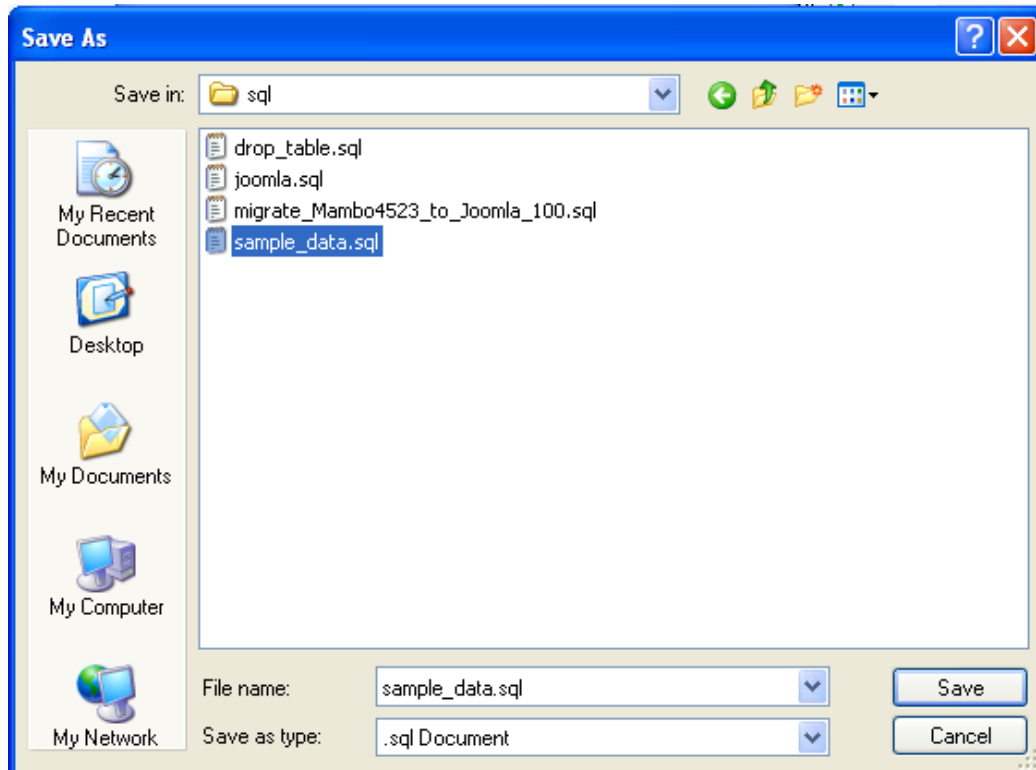 Save As
Save in:
sql
drop_table.sql
joomla.sql
migrate_Mambo4523_to_Joomla_100.sql
sample_data.sql
My Recent
Documents
Desktop
My Documents
My Computer
My Network
File name:
sample_data.sql
Save
Save as type:
.sql Document
Cancel